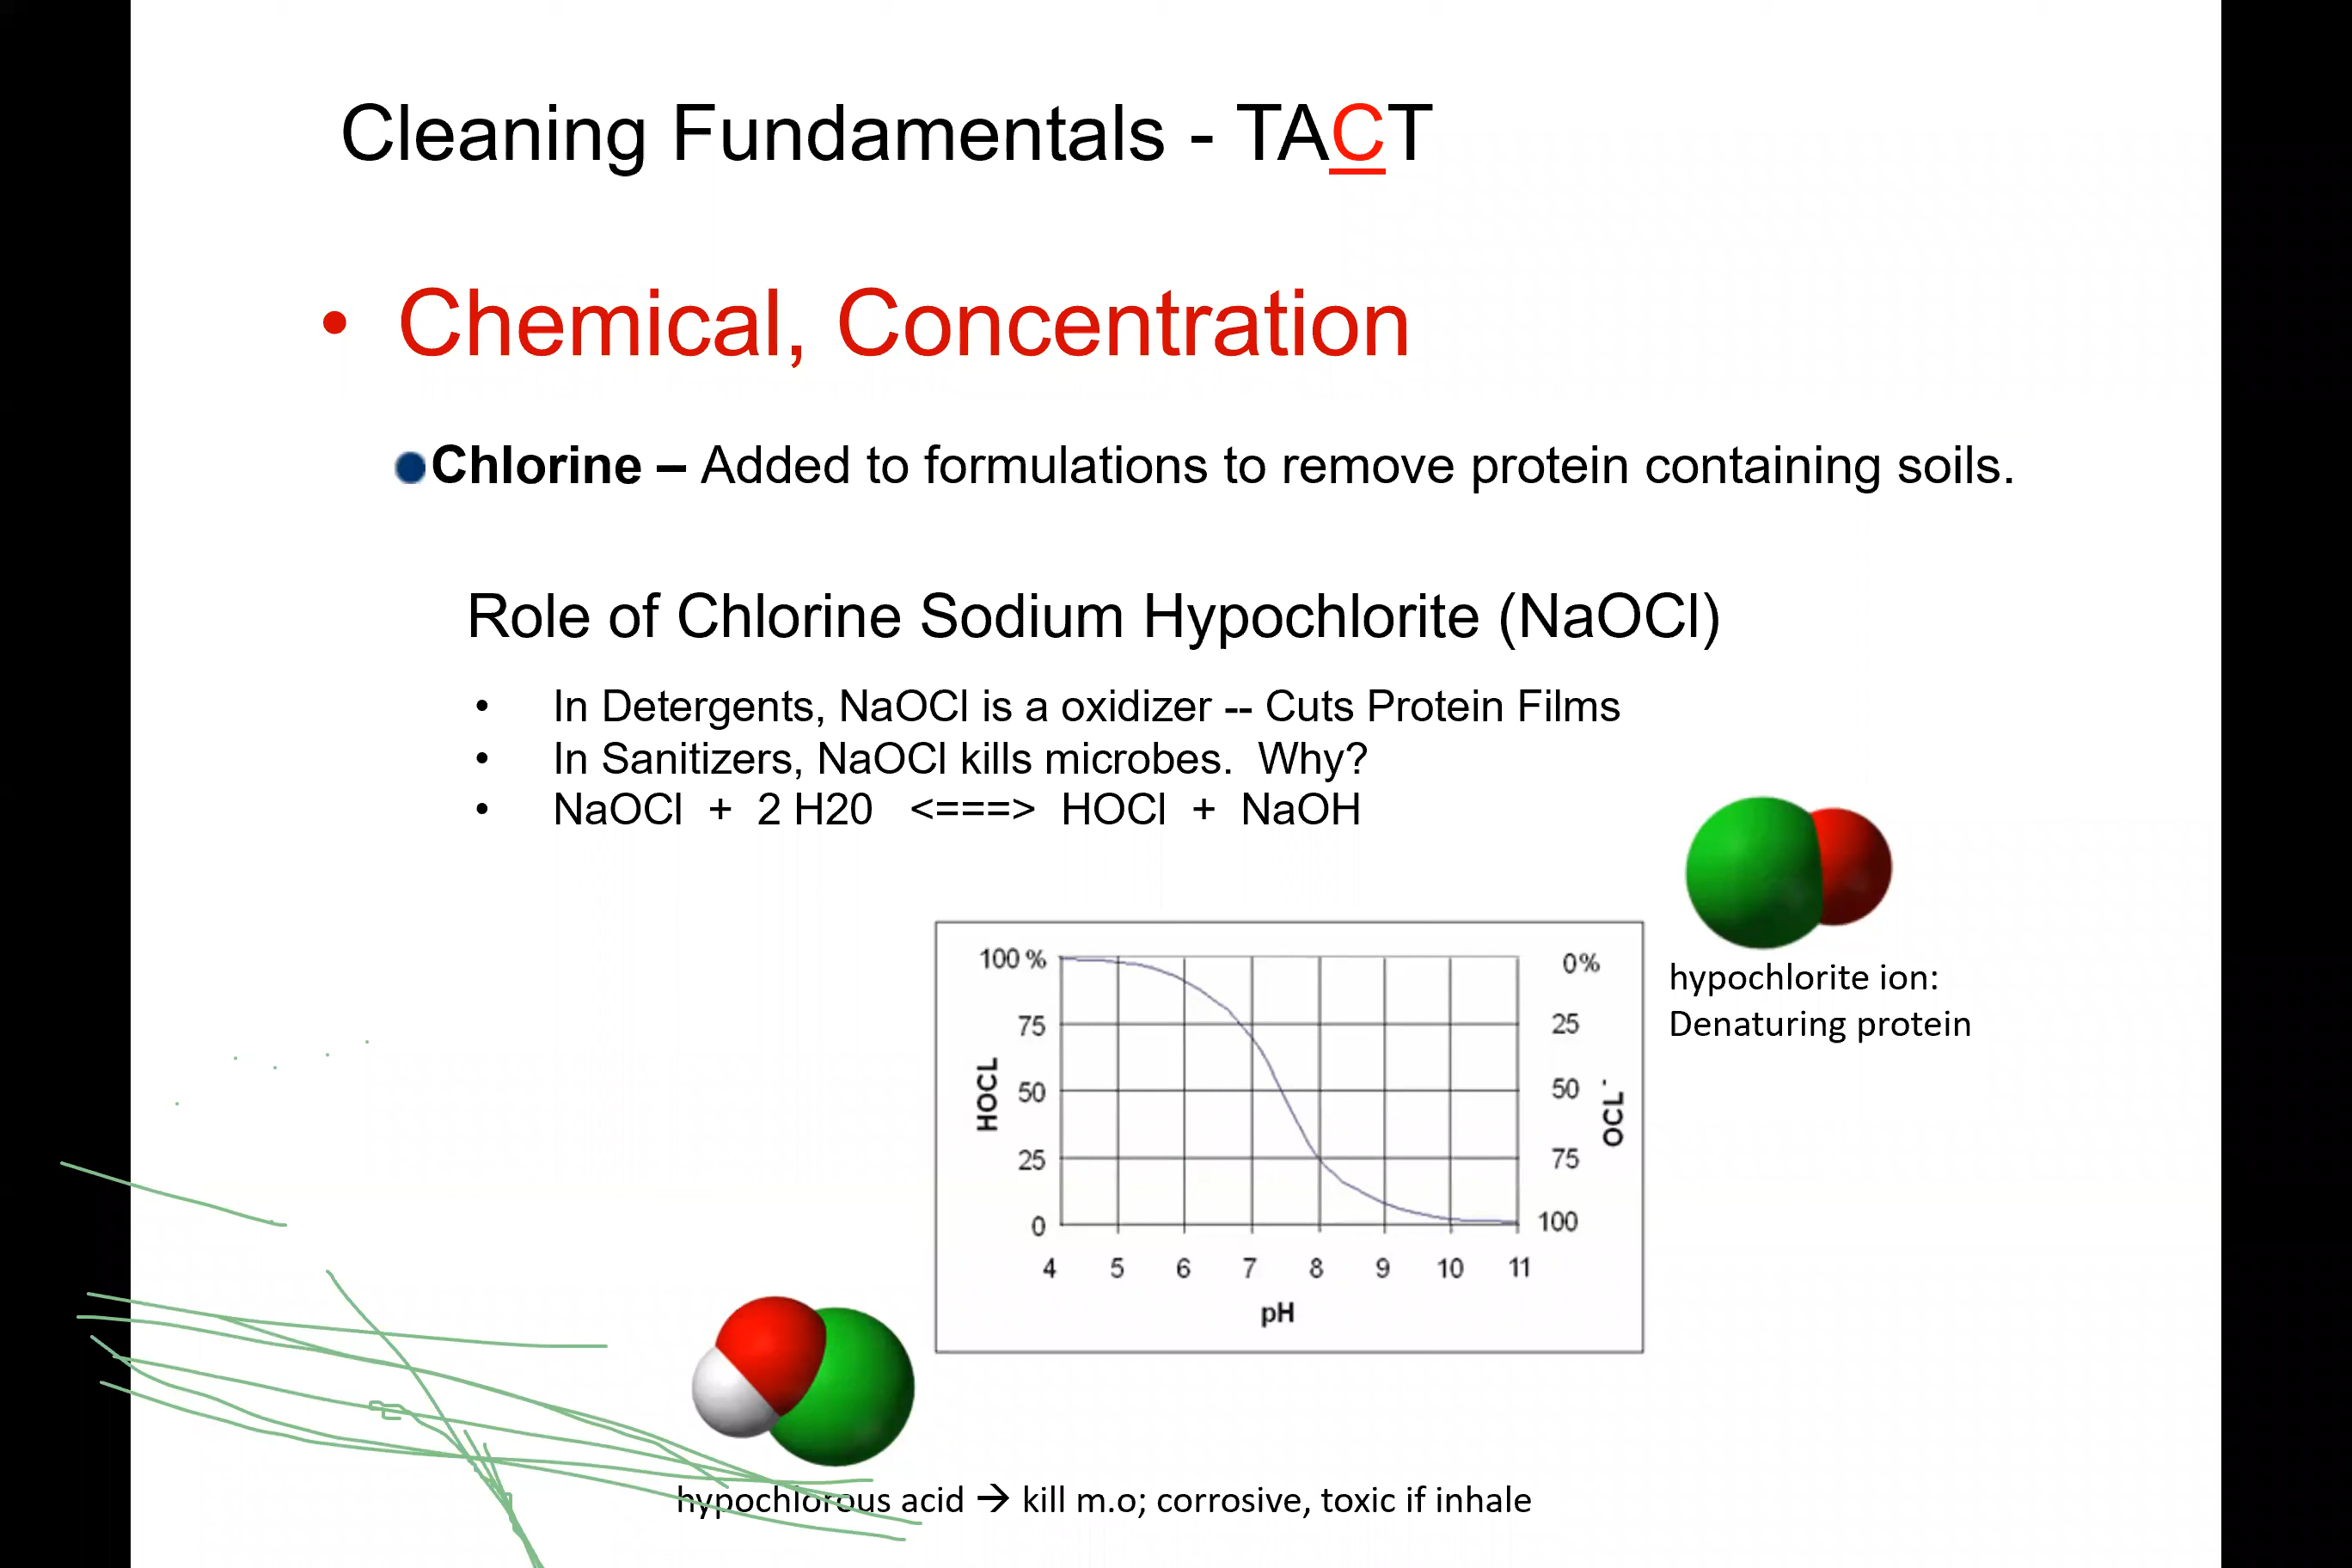 Cleaning Fundamentals - TACT
• Chemical, Concentration
Chlorine – Added to formulations to remove protein containing soils.
Role of Chlorine Sodium Hypochlorite (NaOCl)
• In Detergents, NaOCl is a oxidizer -- Cuts Protein Films
• In Sanitizers, NaOCl kills microbes.  Why?
• NaOCl  +  2 H20  <===>  HOCl  +  NaOH
hypochlorite ion:
Denaturing protein
100 %
75
50
25
0
HOCL
0%
25
50
75
100
OCL-
4 5 6 7 8 9 10 11
pH
hypochlorous acid → kill m.o; corrosive, toxic if inhale